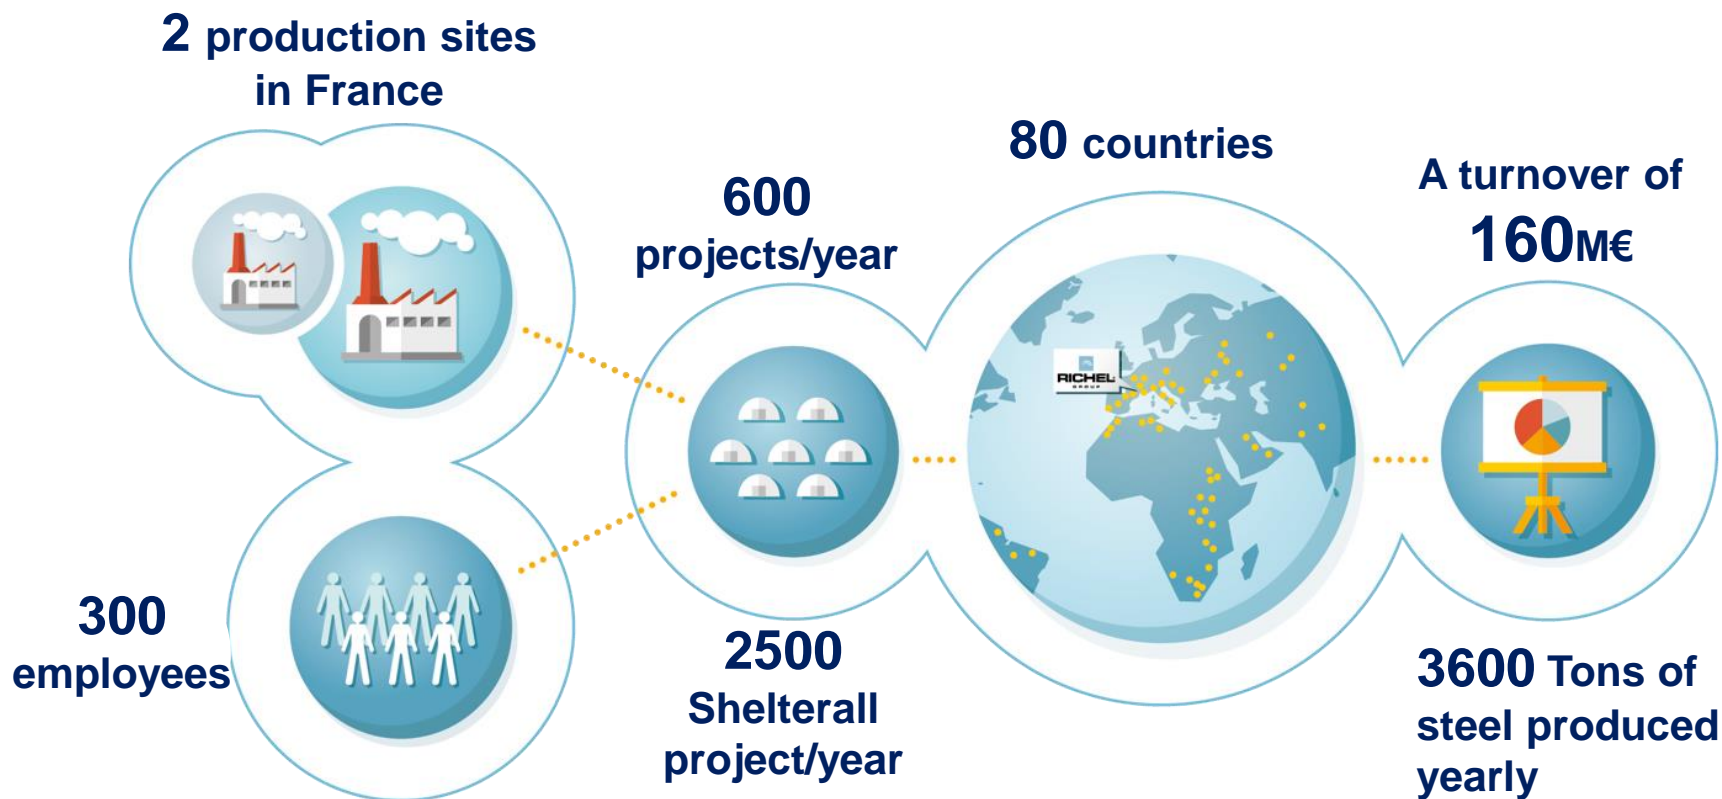 2 production sites
in France
300
employees
600
projects/year
2500
Shelterall
project/year
80 countries
RICHEL
GROUP
A turnover of
160M€
3600 Tons of
steel produced
yearly